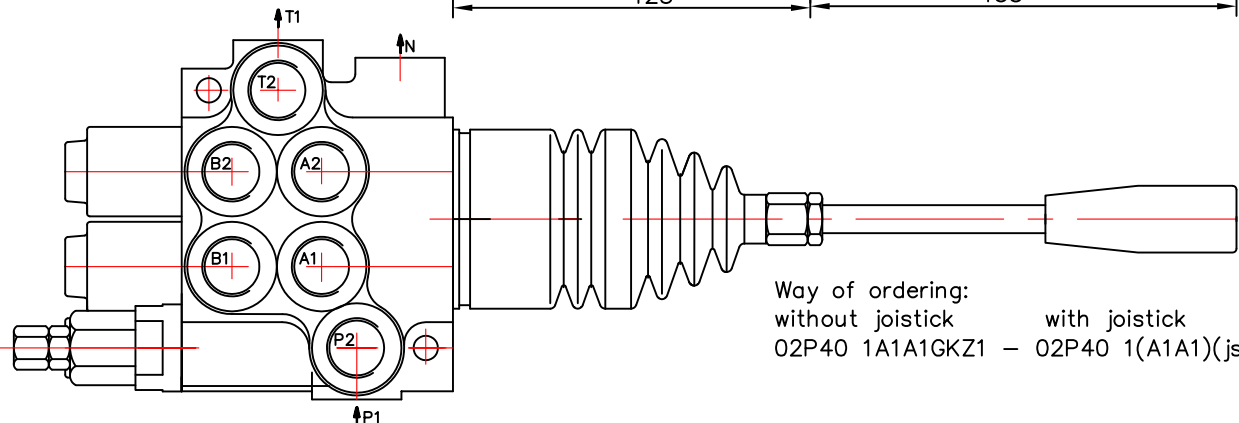 T1
N
T2
B2 A2
B1 A1
Way of ordering:
without joistick with joistick
P2
02P40 1A1A1GKZ1 – 02P40 1(A1A1)(js
P1